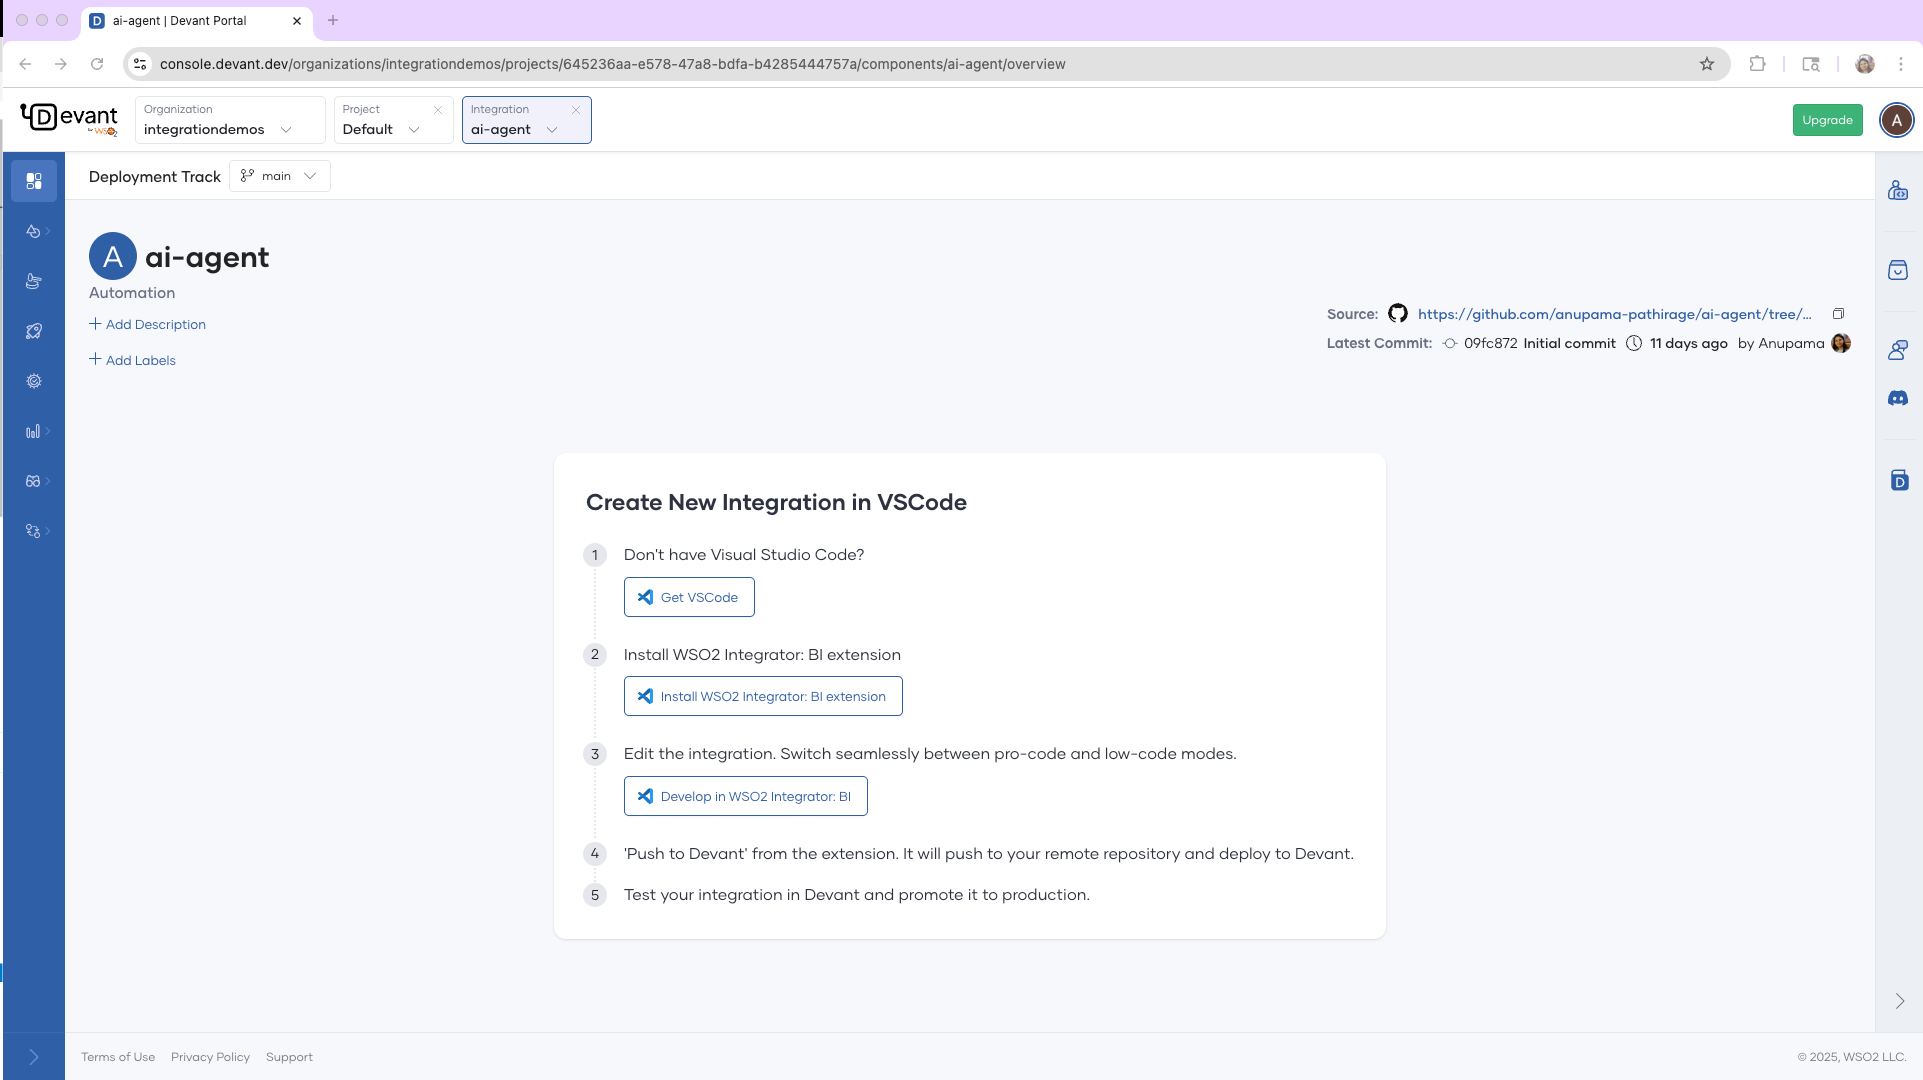 D ai-agent | Devant Portal
console.devant.dev/organizations/integrationdemos/projects/645236aa-e578-47a8-bdfa-b4285444757a/components/ai-agent/overview
Devant
by WSO2
Organization
integrationdemos
Project
Default
Integration
ai-agent
Upgrade
A
Deployment Track
main
A
ai-agent
Automation
Add Description
Add Labels
Source: https://github.com/anupama-pathirage/ai-agent/tree/...
Latest Commit: 09fc872 Initial commit 11 days ago by Anupama
Create New Integration in VSCode
1 Don't have Visual Studio Code?
Get VSCode
2 Install WSO2 Integrator: BI extension
Install WSO2 Integrator: BI extension
3 Edit the integration. Switch seamlessly between pro-code and low-code modes.
Develop in WSO2 Integrator: BI
4 'Push to Devant' from the extension. It will push to your remote repository and deploy to Devant.
5 Test your integration in Devant and promote it to production.
D
Terms of Use Privacy Policy Support
© 2025, WSO2 LLC.